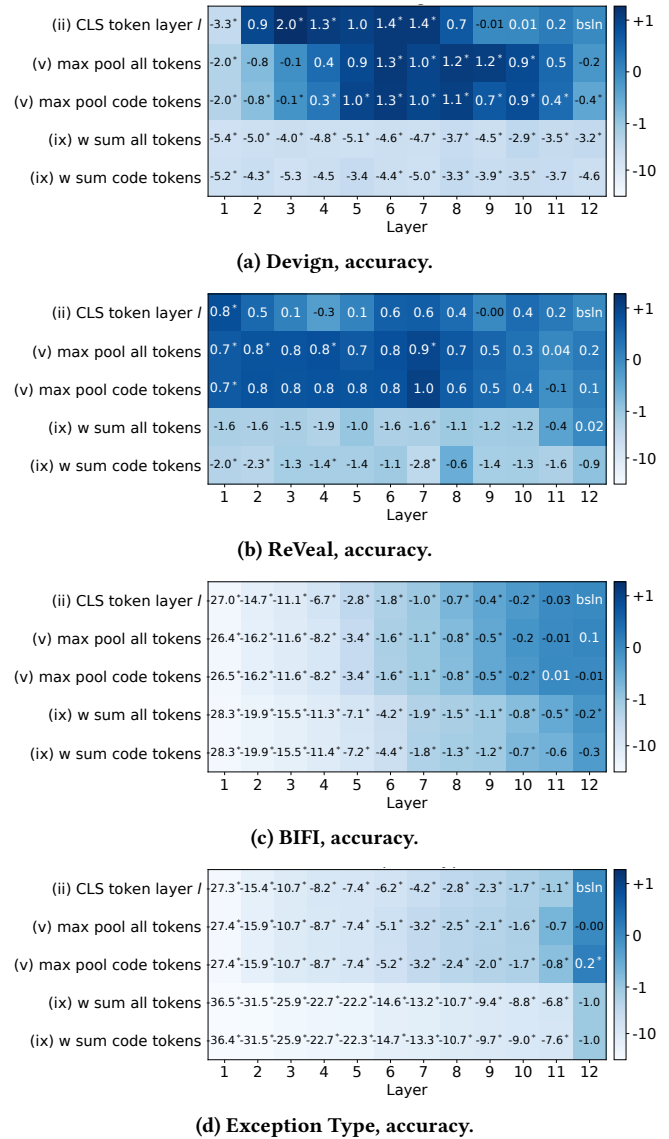 (ii) CLS token layer l -3.3* 0.9 2.0* 1.3* 1.0 1.4* 1.4* 0.7 -0.01 0.01 0.2 bsln
(v) max pool all tokens -2.0* -0.8 -0.1 0.4 0.9 1.3* 1.0* 1.2* 1.2* 0.9* 0.5 -0.2
(v) max pool code tokens -2.0* -0.8* -0.1* 0.3* 1.0* 1.0* 1.0* 1.1* 0.7* 0.9* 0.4* -0.4*
(ix) w sum all tokens -5.4* -5.0* -4.0* -4.8* -5.1* -4.6* -4.7* -3.7* -4.5* -2.9* -3.5* -3.2*
(ix) w sum code tokens -5.2* -4.3* -5.3 -4.5 -3.4 -4.4* -5.0* -3.3* -3.9* -3.5* -3.7 -4.6
1 2 3 4 5 6 7 8 9 10 11 12
Layer
+1
0
-1
-10
(a) Devign, accuracy.
(ii) CLS token layer l 0.8* 0.5 0.1 -0.3 0.1 0.6 0.6 0.4 -0.00 0.4 0.2 bsln
(v) max pool all tokens 0.7* 0.8* 0.8 0.8* 0.7 0.8 0.9* 0.7 0.5 0.3 0.04 0.2
(v) max pool code tokens 0.7* 0.8 0.8 0.8 0.8 0.8 1.0 0.6 0.5 0.4 -0.1 0.1
(ix) w sum all tokens -1.6 -1.6 -1.5 -1.9 -1.0 -1.6 -1.6* -1.1 -1.2 -1.2 -0.4 0.02
(ix) w sum code tokens -2.0* -2.3* -1.3 -1.4* -1.4 -1.1 -2.8* -0.6 -1.4 -1.3 -1.6 -0.9
1 2 3 4 5 6 7 8 9 10 11 12
Layer
+1
0
-1
-10
(b) ReVeal, accuracy.
(ii) CLS token layer l -27.0* -14.7* -11.1* -6.7* -2.8* -1.8* -1.0* -0.7* -0.4* -0.2* -0.03 bsln
(v) max pool all tokens -26.4* -16.2* -11.6* -8.2* -3.4* -1.6* -1.1* -0.8* -0.5* -0.2 -0.01 0.1
(v) max pool code tokens -26.5* -16.2* -11.6* -8.2* -3.4* -1.6* -1.1* -0.8* -0.5* -0.2* 0.01 -0.01
(ix) w sum all tokens -28.3* -19.9* -15.5* -11.3* -7.1* -4.2* -1.9* -1.5* -1.1* -0.8* -0.5* -0.2*
(ix) w sum code tokens -28.3* -19.9* -15.5* -11.4* -7.2* -4.4* -1.8* -1.3* -1.2* -0.7* -0.6 -0.3
1 2 3 4 5 6 7 8 9 10 11 12
Layer
+1
0
-1
-10
(c) BIFI, accuracy.
(ii) CLS token layer l -27.3* -15.4* -10.7* -8.2* -7.4* -6.2* -4.2* -2.8* -2.3* -1.7* -1.1* bsln
(v) max pool all tokens -27.4* -15.9* -10.7* -8.7* -7.4* -5.1* -3.2* -2.5* -2.1* -1.6* -0.7 -0.00
(v) max pool code tokens -27.4* -15.9* -10.7* -8.7* -7.4* -5.2* -3.2* -2.4* -2.0* -1.7* -0.8* 0.2*
(ix) w sum all tokens -36.5* -31.5* -25.9* -22.7* -22.2* -14.6* -13.2* -10.7* -9.4* -8.8* -6.8* -1.0
(ix) w sum code tokens -36.4* -31.5* -25.9* -22.7* -22.3* -14.7* -13.3* -10.7* -9.7* -9.0* -7.6* -1.0
1 2 3 4 5 6 7 8 9 10 11 12
Layer
+1
0
-1
-10
(d) Exception Type, accuracy.